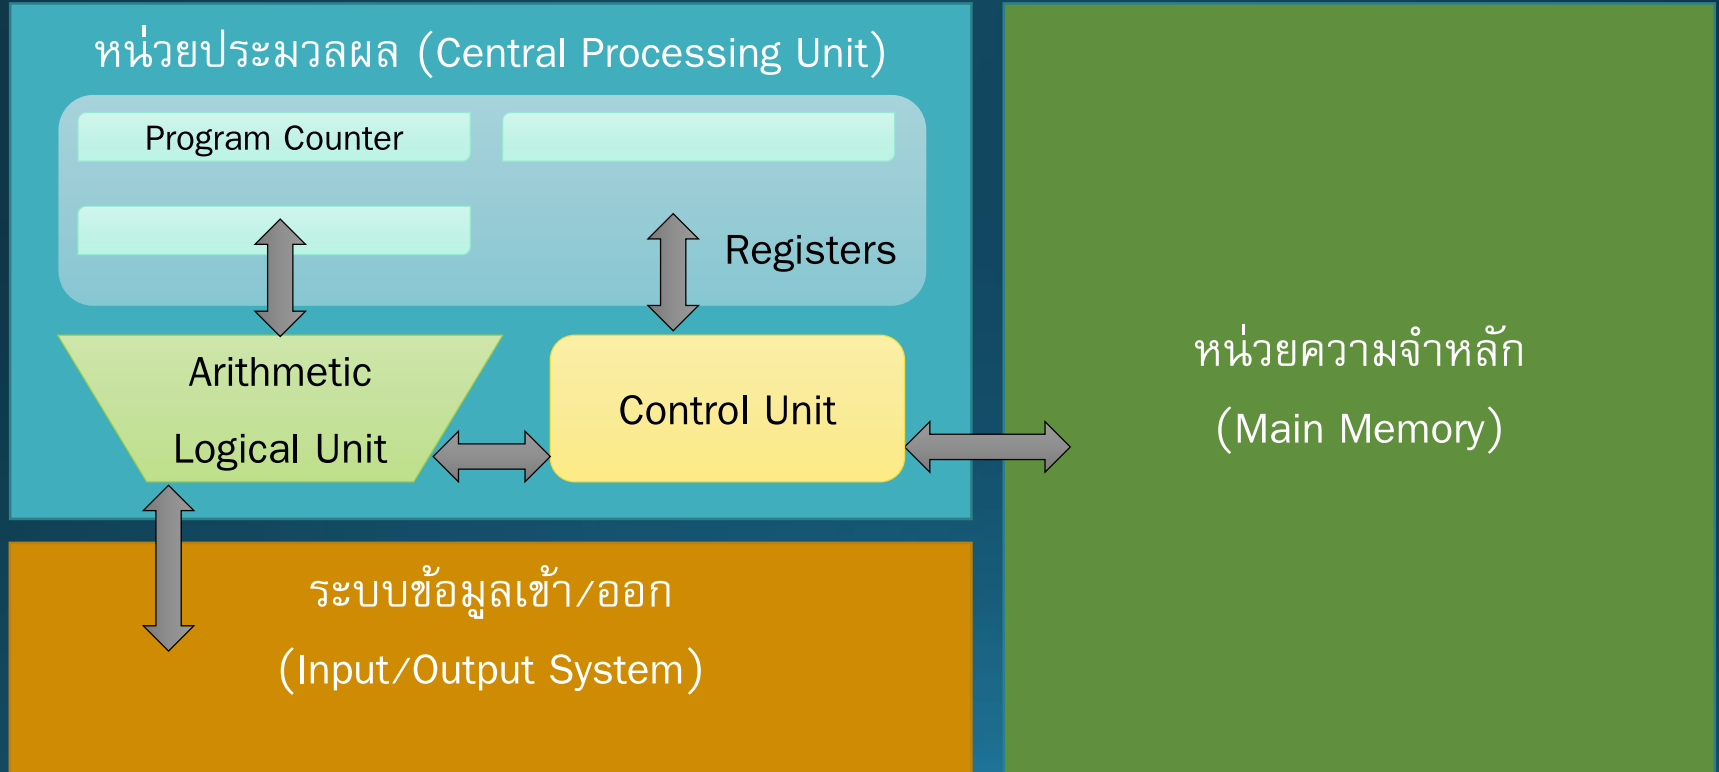 หน่วยประมวลผล (Central Processing Unit)
Program Counter
Registers
Arithmetic
Logical Unit
Control Unit
หน่วยความจำหลัก
(Main Memory)
ระบบข้อมูลเข้า/ออก
(Input/Output System)